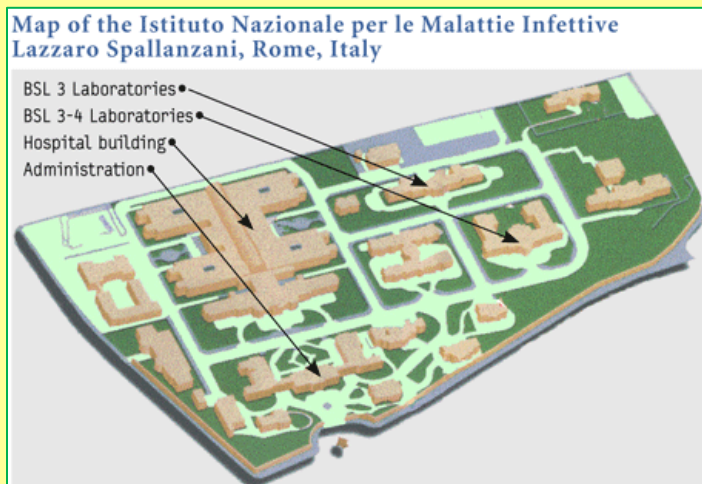 Map of the Istituto Nazionale per le Malattie Infettive
Lazzaro Spallanzani, Rome, Italy
BSL 3 Laboratories
BSL 3-4 Laboratories
Hospital building
Administration